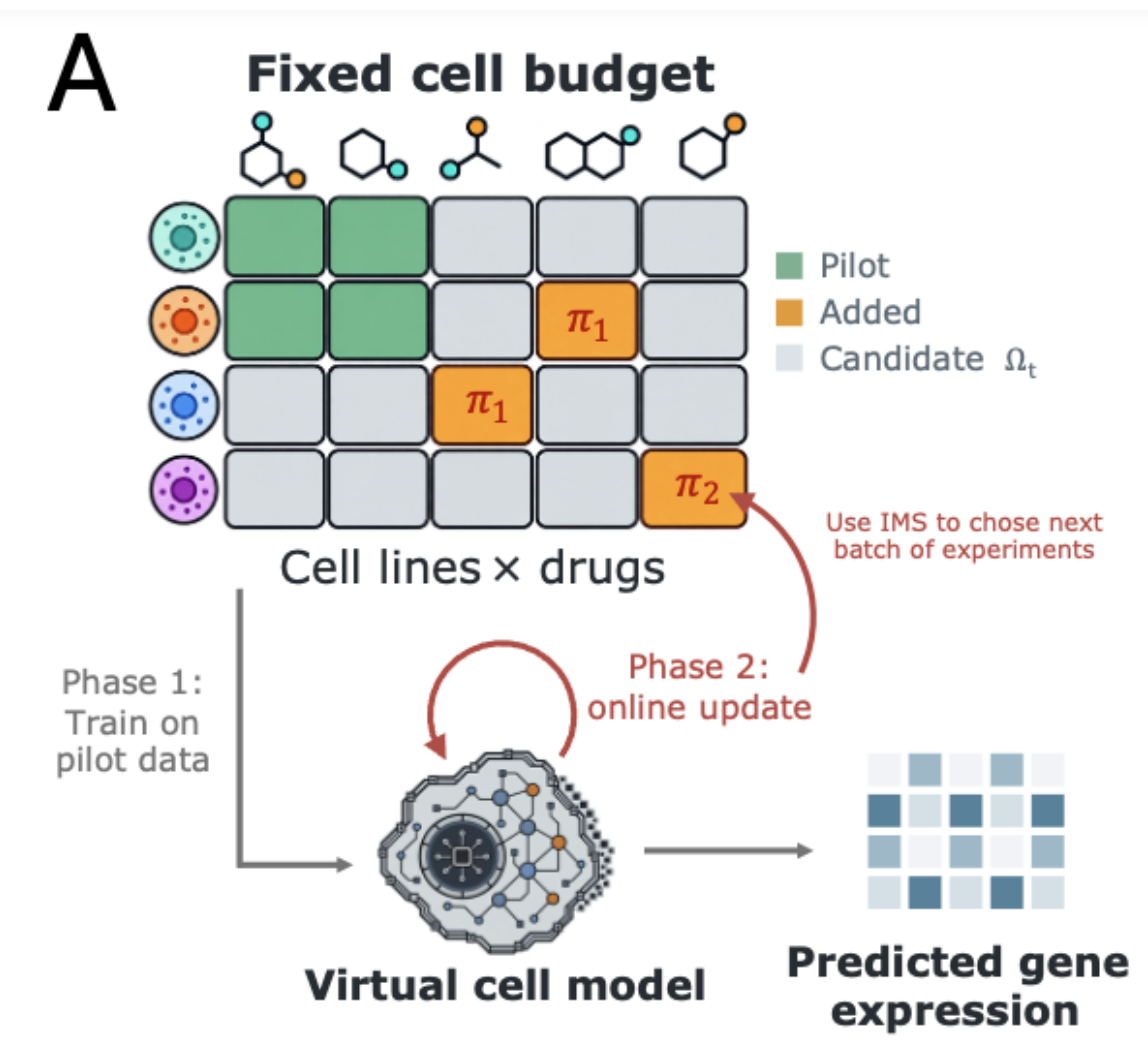 A
Fixed cell budget
Pilot
Added
Candidate Ωt
π1
π1
π2
Cell lines × drugs
Use IMS to chose next
batch of experiments
Phase 1:
Train on
pilot data
Phase 2:
online update
Virtual cell model
Predicted gene
expression